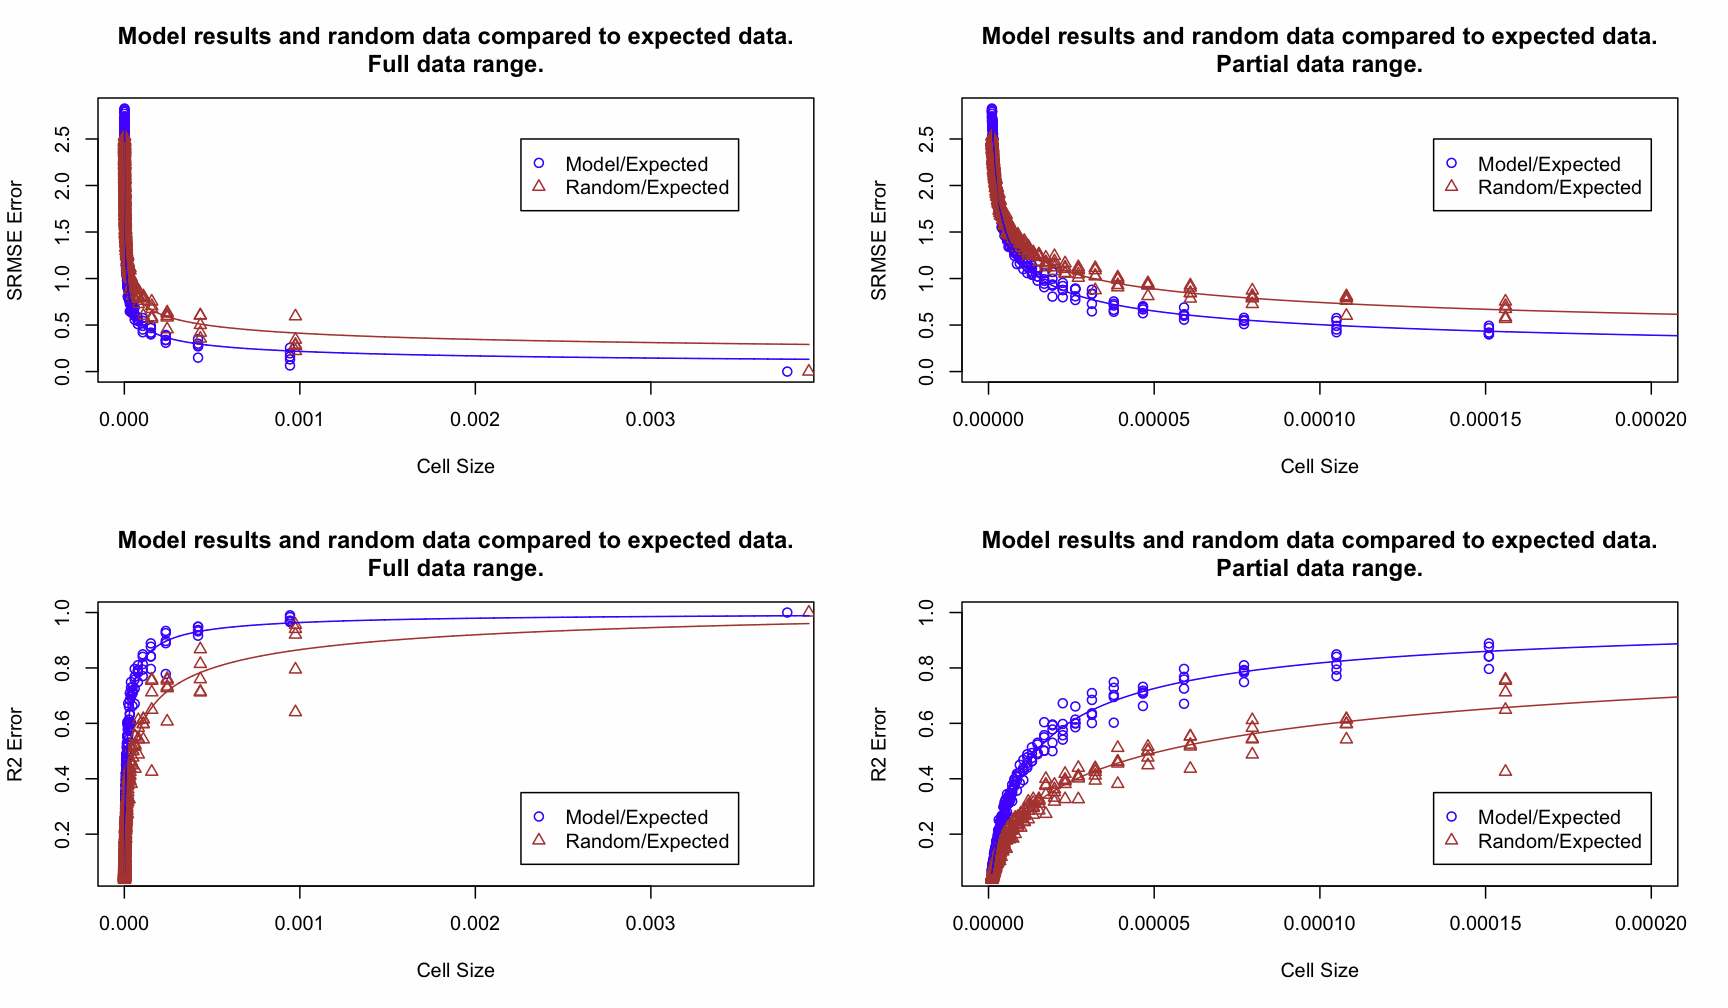 Model results and random data compared to expected data.
Full data range.
SRMSE Error
2.5
2.0
1.5
1.0
0.5
0.0
Model/Expected
Random/Expected
0.000
0.001
0.002
0.003
Cell Size
Model results and random data compared to expected data.
Partial data range.
SRMSE Error
2.5
2.0
1.5
1.0
0.5
0.0
Model/Expected
Random/Expected
0.00000
0.00005
0.00010
0.00015
0.00020
Cell Size
Model results and random data compared to expected data.
Full data range.
R2 Error
1.0
0.8
0.6
0.4
0.2
Model/Expected
Random/Expected
0.000
0.001
0.002
0.003
Cell Size
Model results and random data compared to expected data.
Partial data range.
R2 Error
1.0
0.8
0.6
0.4
0.2
Model/Expected
Random/Expected
0.00000
0.00005
0.00010
0.00015
0.00020
Cell Size